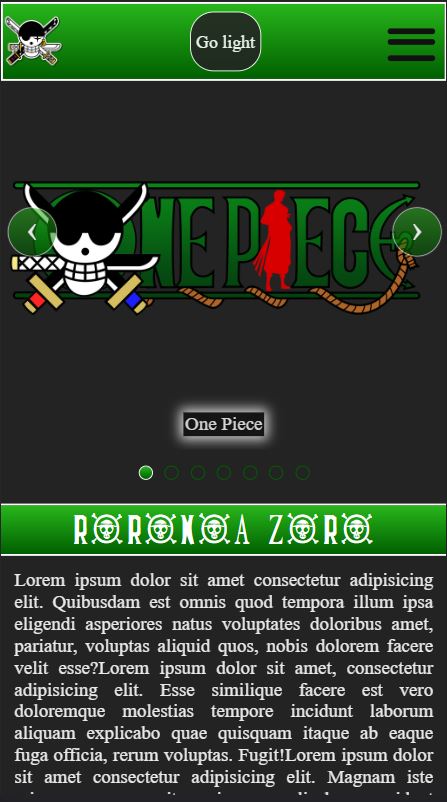 Go light
ONE PIECE
‹
›
One Piece
RORONOA ZORO
Lorem ipsum dolor sit amet consectetur adipisicing
elit. Quibusdam est omnis quod tempora illum ipsa
eligendi asperiores natus voluptates doloribus amet,
pariatur, voluptas aliquid quos, nobis dolorem facere
velit esse?Lorem ipsum dolor sit amet, consectetur
adipisicing elit. Esse similique facere est vero
doloremque molestias tempore incidunt laborum
aliquam explicabo quae quisquam itaque ab eaque
fuga officia, rerum voluptas. Fugit!Lorem ipsum dolor
sit amet consectetur adipisicing elit. Magnam iste